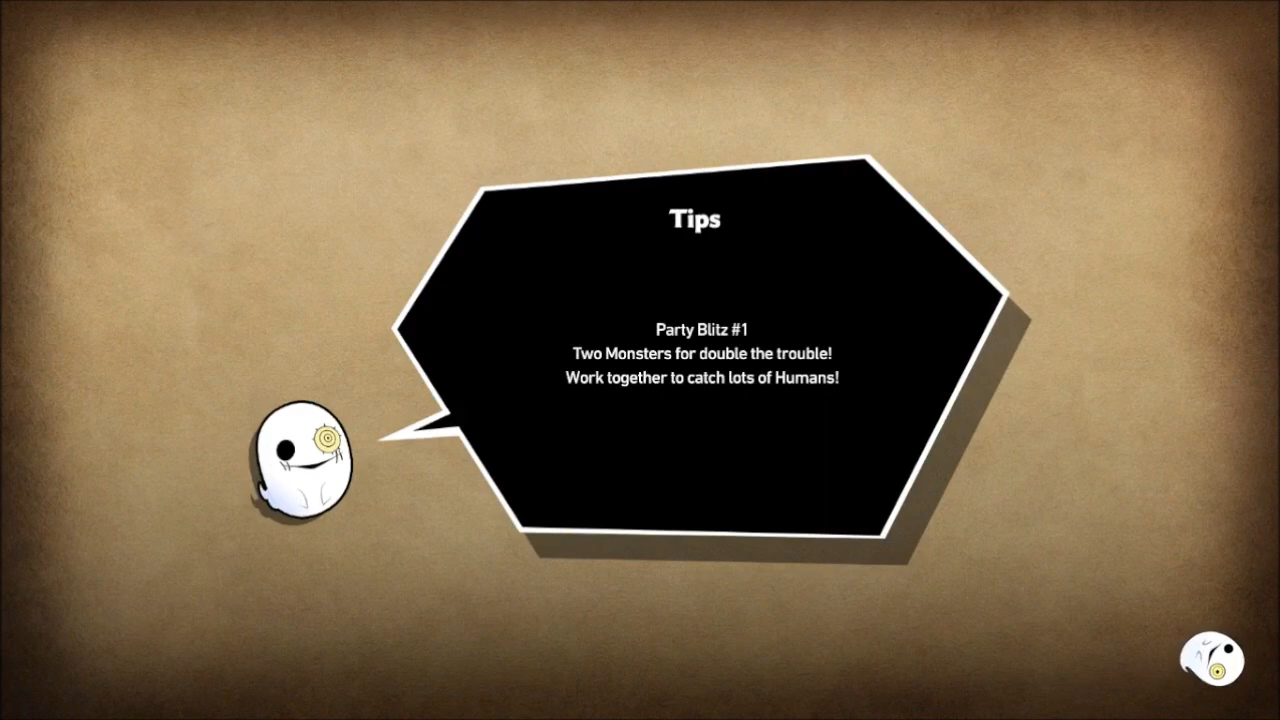 Tips
Party Blitz #1
Two Monsters for double the trouble!
Work together to catch lots of Humans!